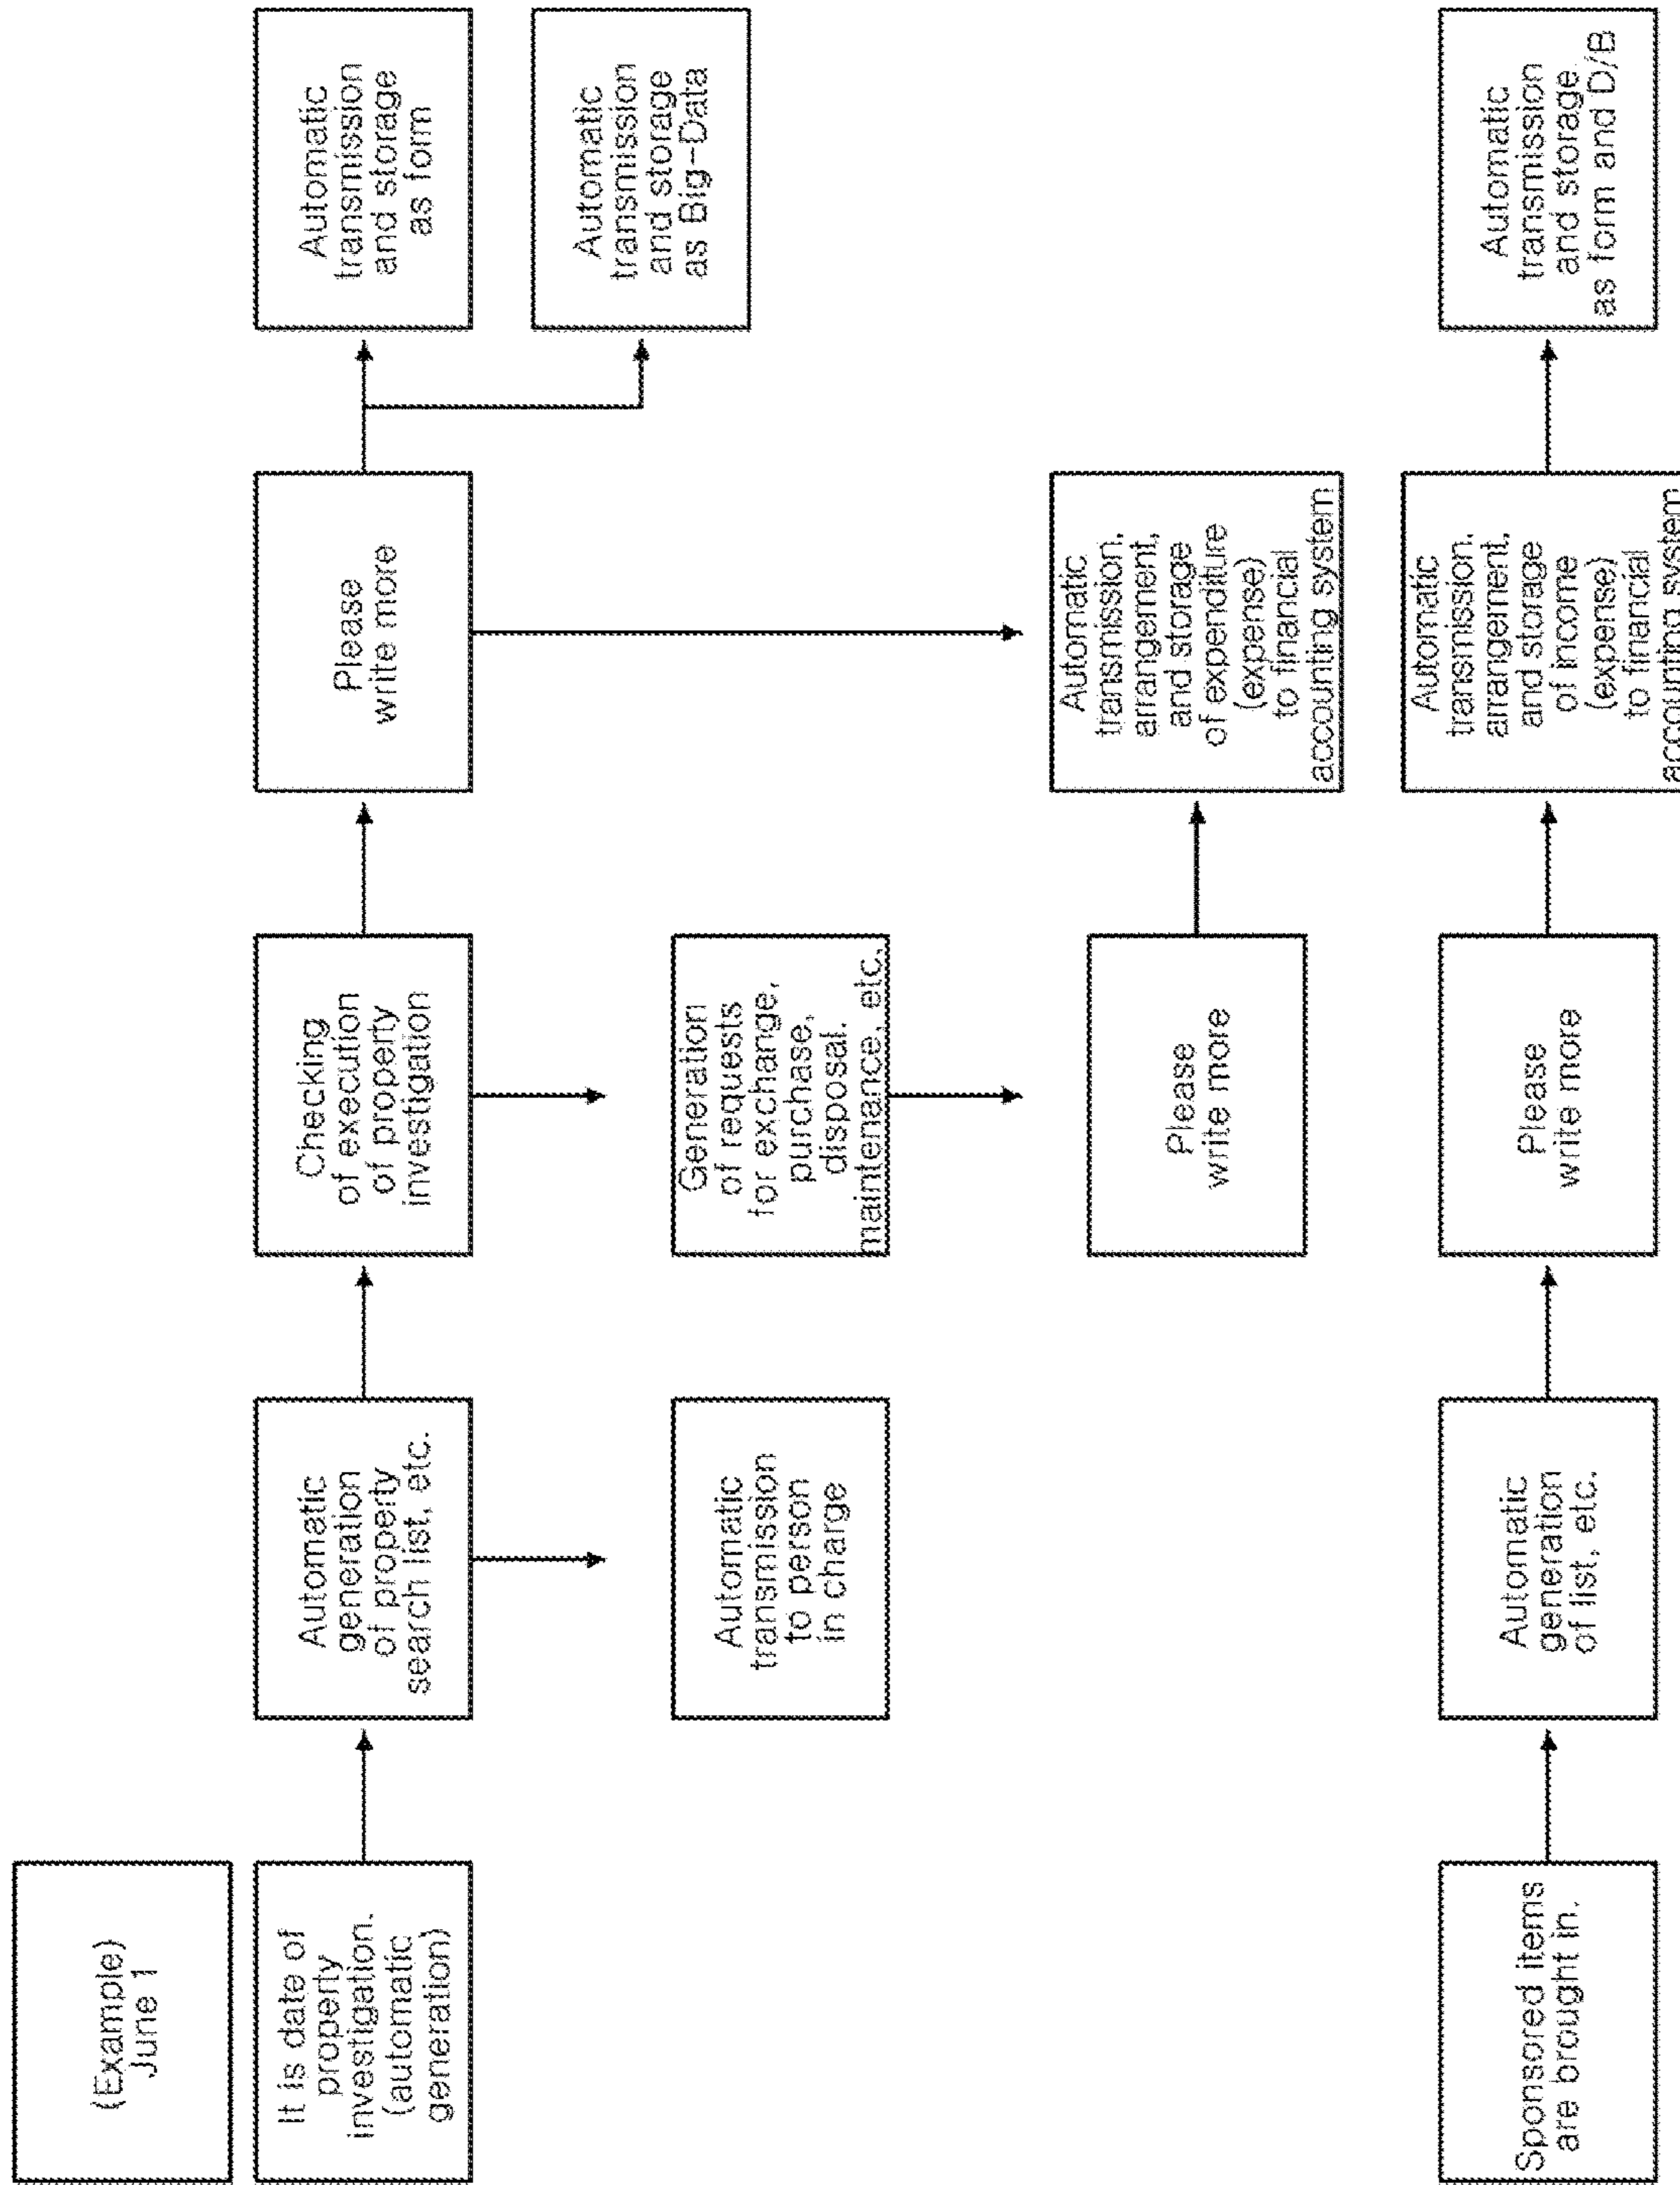 (Example)
June 1
It is date of
property
investigation.
(automatic
generation)
Automatic
generation
of property
search list, etc.
Checking
of execution
of property
investigation
Please
write more
Automatic
transmission
and storage
as form
Automatic
transmission
and storage
as Big-Data
Automatic
transmission
to person
in charge
Generation
of requests
for exchange,
purchase,
disposal.
maintenance, etc.
Please
write more
Automatic
transmission,
arrangement,
and storage
of expenditure
(expense)
to financial
accounting system
Sponsored items
are brought in.
Automatic
generation
of list, etc.
Please
write more
Automatic
transmission,
arrangement,
and storage
of income
(expense)
to financial
accounting system
Automatic
transmission
and storage
as form and D/B